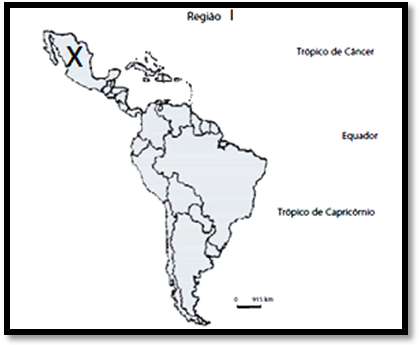 Região I
X
Trópico de Câncer
Equador
Trópico de Capricórnio
0 915 km